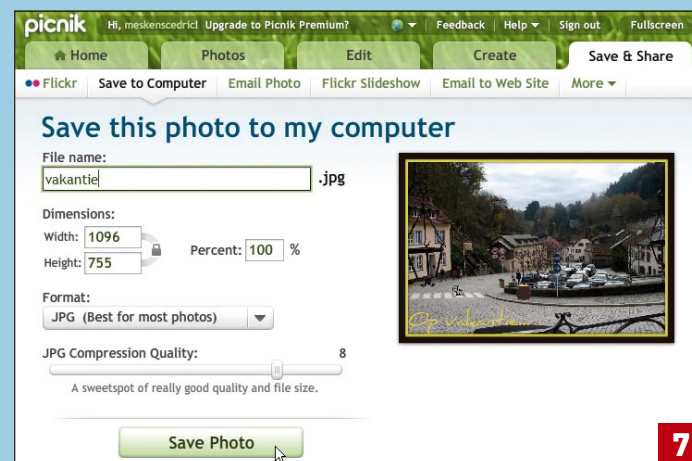 picnik Hi, meskenscedric! Upgrade to Picnik Premium? Feedback Help Sign out Fullscreen
Home Photos Edit Create Save & Share
Flickr Save to Computer Email Photo Flickr Slideshow Email to Web Site More
Save this photo to my computer
File name:
vakantie .jpg
Dimensions:
Width: 1096
Height: 755
Percent: 100 %
Format:
JPG (Best for most photos)
JPG Compression Quality: 8
A sweetspot of really good quality and file size.
Save Photo
Op vakantie...
7